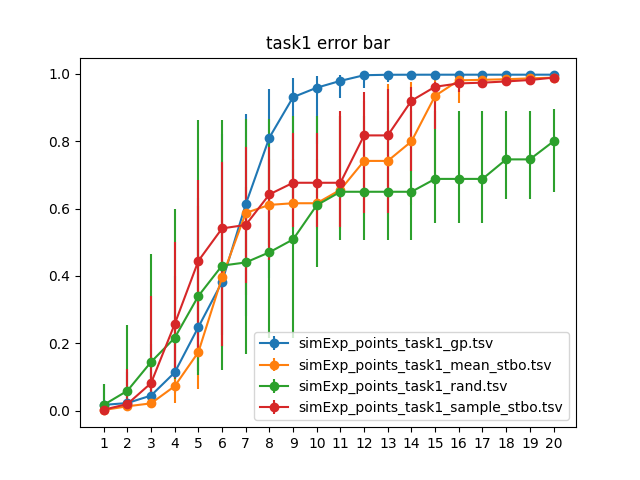 task1 error bar
1.0
0.8
0.6
0.4
0.2
0.0
simExp_points_task1_gp.tsv
simExp_points_task1_mean_stbo.tsv
simExp_points_task1_rand.tsv
simExp_points_task1_sample_stbo.tsv
1 2 3 4 5 6 7 8 9 10 11 12 13 14 15 16 17 18 19 20